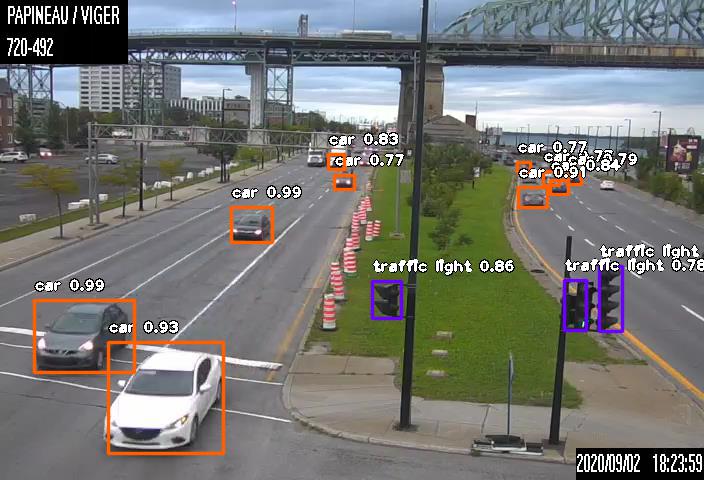 PAPINEAU / VIGER
720-492
car 0.83
car 0.77
car 0.99
car 0.77
car 0.91
traffic light
traffic light 0.86
traffic light 0.78
car 0.99
car 0.93
2020/09/02 18:23:59